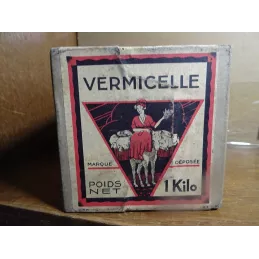 VERMICELLE
MARQUE DÉPOSÉE
POIDS
NET
1 Kilo